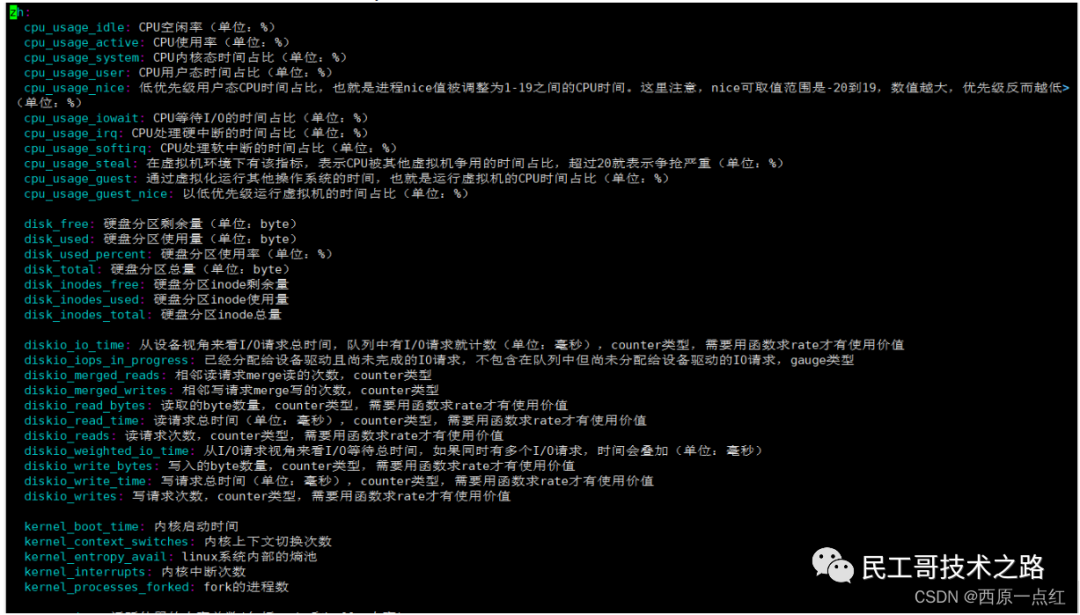 zh:
cpu_usage_idle: CPU空闲率（单位：%）
cpu_usage_active: CPU使用率（单位：%）
cpu_usage_system: CPU内核态时间占比（单位：%）
cpu_usage_user: CPU用户态时间占比（单位：%）
cpu_usage_nice: 低优先级用户态CPU时间占比，也就是进程nice值被调整为1-19之间的CPU时间。这里注意，nice可取值范围是-20到19，数值越大，优先级反而越低>
（单位：%）
cpu_usage_iowait: CPU等待I/O的时间占比（单位：%）
cpu_usage_irq: CPU处理硬中断的时间占比（单位：%）
cpu_usage_softirq: CPU处理软中断的时间占比（单位：%）
cpu_usage_steal: 在虚拟机环境下有该指标，表示CPU被其他虚拟机争用的时间占比，超过20就表示争抢严重（单位：%）
cpu_usage_guest: 通过虚拟化运行其他操作系统的时间，也就是运行虚拟机的CPU时间占比（单位：%）
cpu_usage_guest_nice: 以低优先级运行虚拟机的时间占比（单位：%）
disk_free: 硬盘分区剩余量（单位：byte）
disk_used: 硬盘分区使用量（单位：byte）
disk_used_percent: 硬盘分区使用率（单位：%）
disk_total: 硬盘分区总量（单位：byte）
disk_inodes_free: 硬盘分区inode剩余量
disk_inodes_used: 硬盘分区inode使用量
disk_inodes_total: 硬盘分区inode总量
diskio_io_time: 从设备视角来看I/O请求总时间，队列中有I/O请求就计数（单位：毫秒），counter类型，需要用函数求rate才有使用价值
diskio_iops_in_progress: 已经分配给设备驱动且尚未完成的IO请求，不包含在队列中但尚未分配给设备驱动的IO请求，gauge类型
diskio_merged_reads: 相邻读请求merge读的次数，counter类型
diskio_merged_writes: 相邻写请求merge写的次数，counter类型
diskio_read_bytes: 读取的byte数量，counter类型，需要用函数求rate才有使用价值
diskio_read_time: 读请求总时间（单位：毫秒），counter类型，需要用函数求rate才有使用价值
diskio_reads: 读请求次数，counter类型，需要用函数求rate才有使用价值
diskio_weighted_io_time: 从I/O请求视角来看I/O等待总时间，如果同时有多个I/O请求，时间会叠加（单位：毫秒）
diskio_write_bytes: 写入的byte数量，counter类型，需要用函数求rate才有使用价值
diskio_write_time: 写请求总时间（单位：毫秒），counter类型，需要用函数求rate才有使用价值
diskio_writes: 写请求次数，counter类型，需要用函数求rate才有使用价值
kernel_boot_time: 内核启动时间
kernel_context_switches: 内核上下文切换次数
kernel_entropy_avail: linux系统内部的熵池
kernel_interrupts: 内核中断次数
kernel_processes_forked: fork的进程数
民工哥技术之路
CSDN @西原一点红